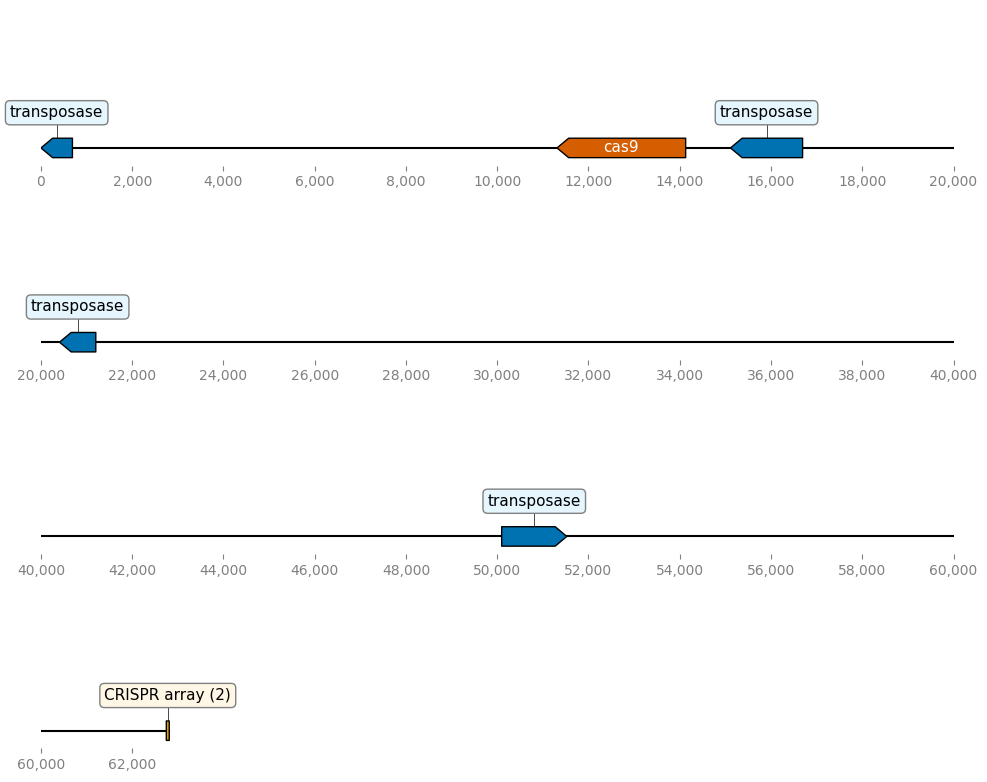 transposase transposase
cas9
0 2,000 4,000 6,000 8,000 10,000 12,000 14,000 16,000 18,000 20,000
transposase
20,000 22,000 24,000 26,000 28,000 30,000 32,000 34,000 36,000 38,000 40,000
transposase
40,000 42,000 44,000 46,000 48,000 50,000 52,000 54,000 56,000 58,000 60,000
CRISPR array (2)
60,000 62,000